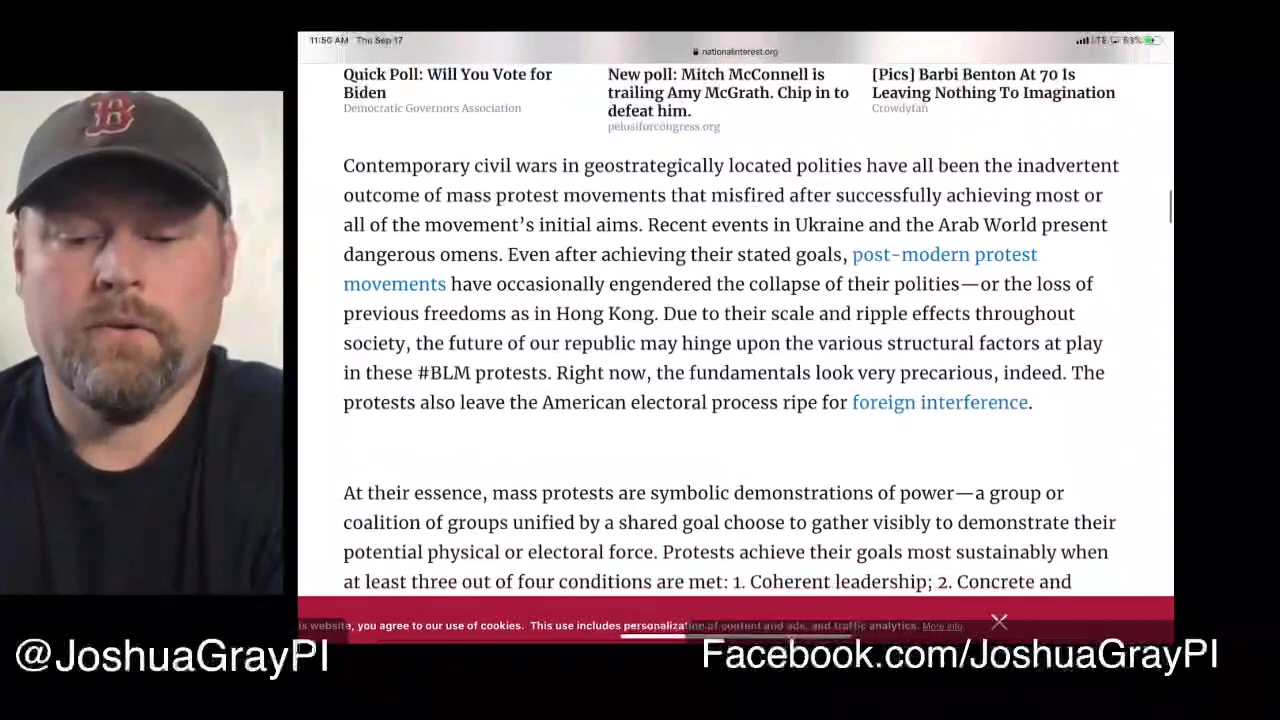 11:50 AM Thu Sep 17
nationalinterest.org
LTE 53%
Quick Poll: Will You Vote for
Biden
Democratic Governors Association
New poll: Mitch McConnell is
trailing Amy McGrath. Chip in to
defeat him.
pelosiforcongress.org
[Pics] Barbi Benton At 70 Is
Leaving Nothing To Imagination
Crowdyfan
B
Contemporary civil wars in geostrategically located polities have all been the inadvertent
outcome of mass protest movements that misfired after successfully achieving most or
all of the movement’s initial aims. Recent events in Ukraine and the Arab World present
dangerous omens. Even after achieving their stated goals, post-modern protest
movements have occasionally engendered the collapse of their polities—or the loss of
previous freedoms as in Hong Kong. Due to their scale and ripple effects throughout
society, the future of our republic may hinge upon the various structural factors at play
in these #BLM protests. Right now, the fundamentals look very precarious, indeed. The
protests also leave the American electoral process ripe for foreign interference.
At their essence, mass protests are symbolic demonstrations of power—a group or
coalition of groups unified by a shared goal choose to gather visibly to demonstrate their
potential physical or electoral force. Protests achieve their goals most sustainably when
at least three out of four conditions are met: 1. Coherent leadership; 2. Concrete and
is website, you agree to our use of cookies. This use includes personalization of content and ads, and traffic analytics. More info
@JoshuaGrayPI
Facebook.com/JoshuaGrayPI